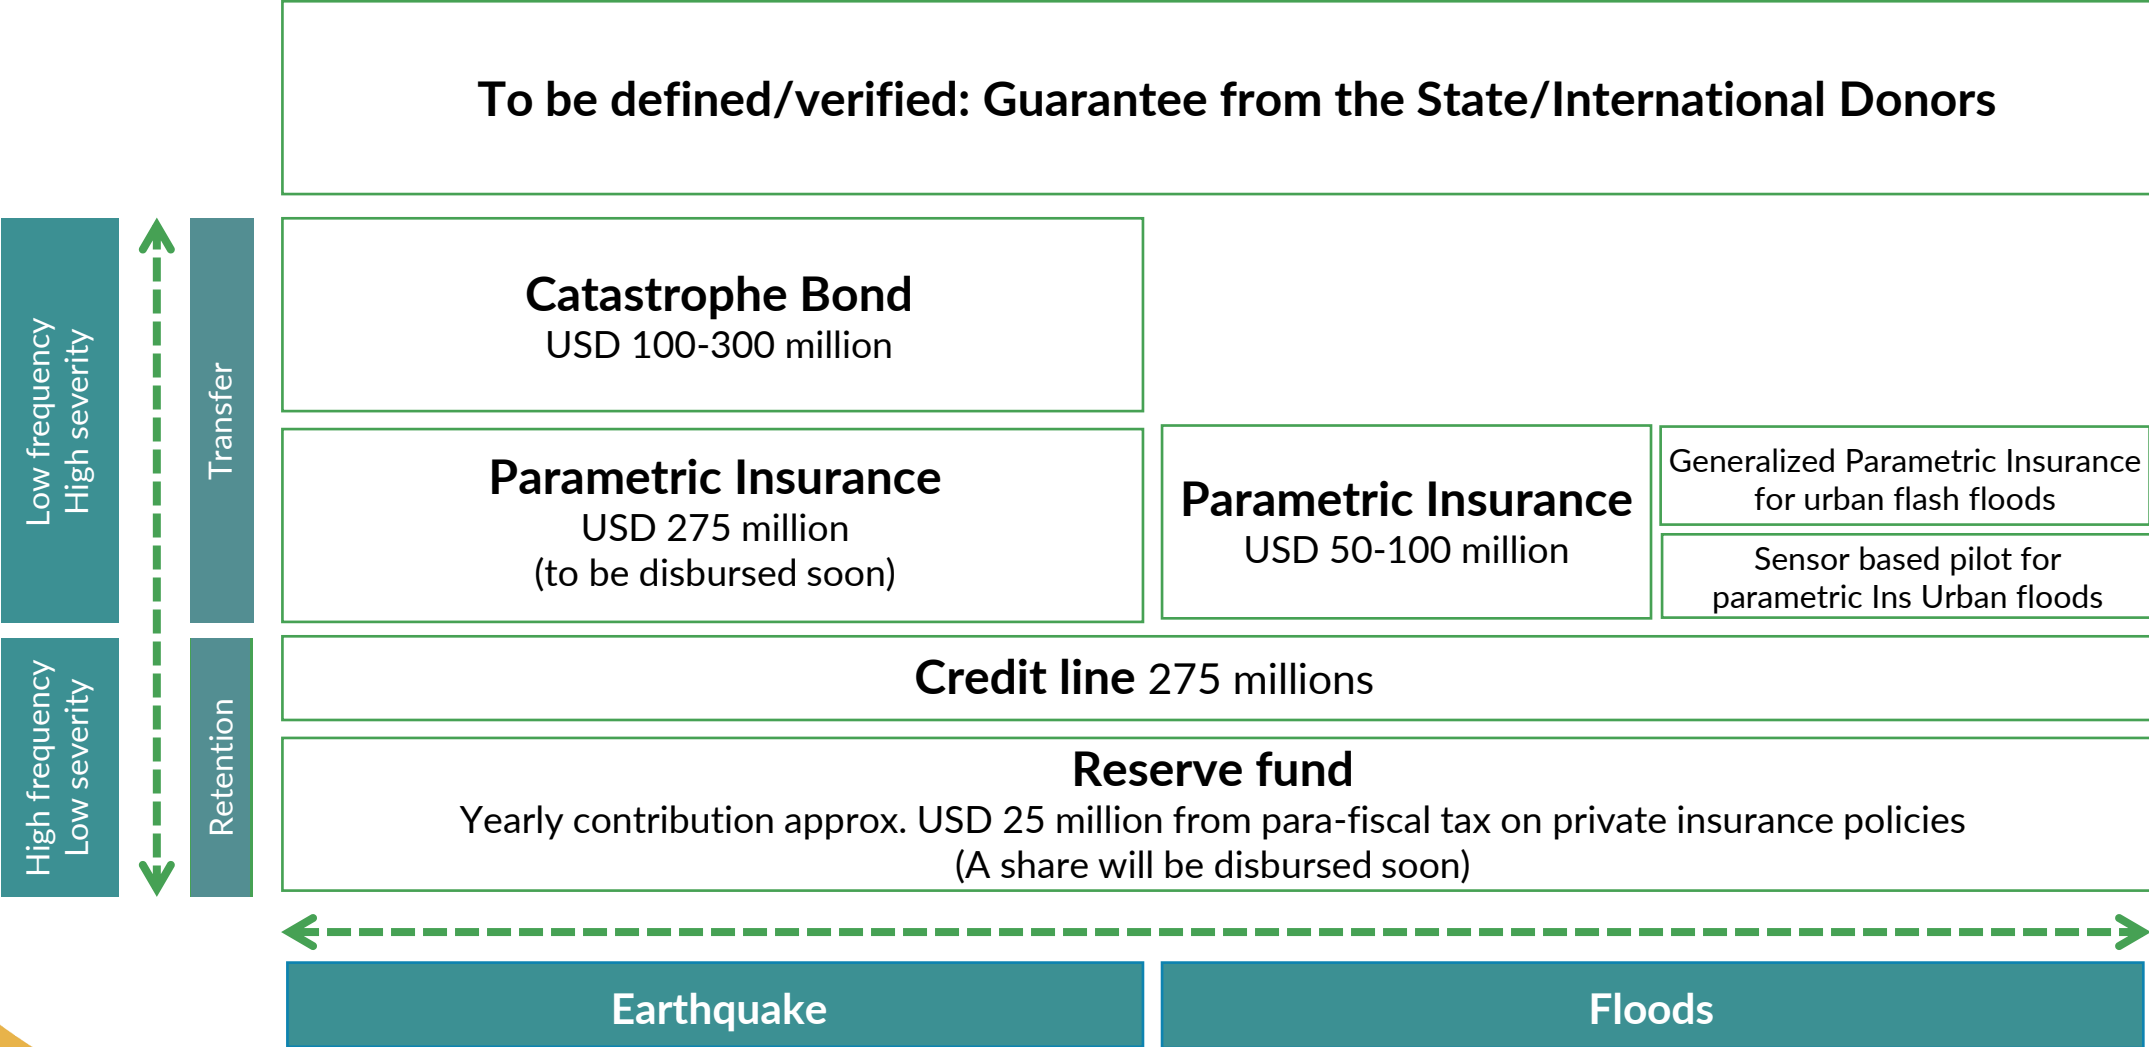 To be defined/verified: Guarantee from the State/International Donors
Low frequency
High severity
Transfer
Catastrophe Bond
USD 100-300 million
Parametric Insurance
USD 275 million
(to be disbursed soon)
Parametric Insurance
USD 50-100 million
Generalized Parametric Insurance
for urban flash floods
Sensor based pilot for
parametric Ins Urban floods
High frequency
Low severity
Retention
Credit line 275 millions
Reserve fund
Yearly contribution approx. USD 25 million from para-fiscal tax on private insurance policies
(A share will be disbursed soon)
Earthquake
Floods